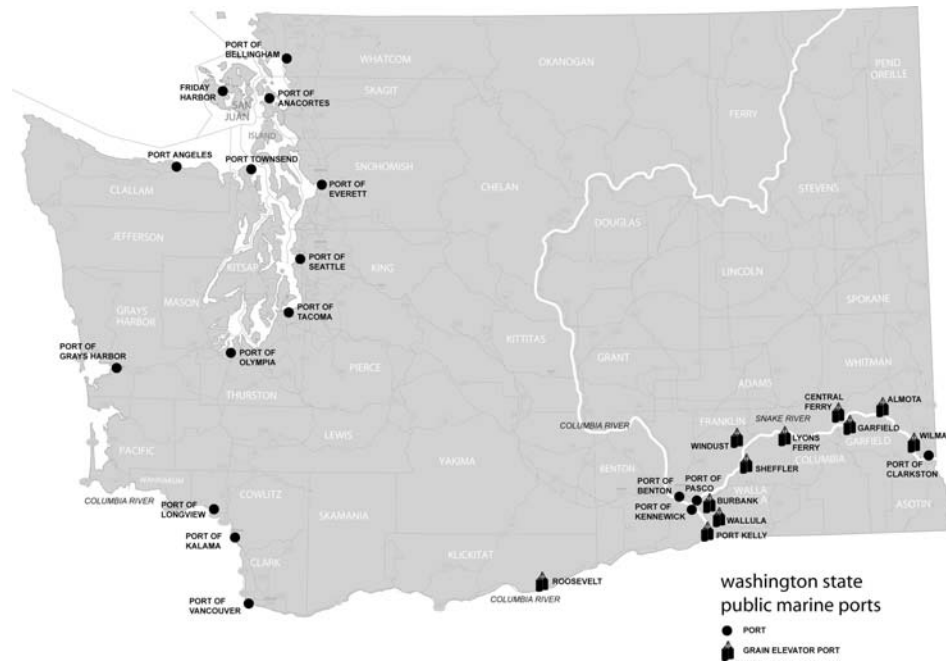 PORT OF
BELLINGHAM
WHATCOM
OKANOGAN
PEND
OREILLE
FRIDAY
HARBOR
SAN
JUAN
PORT OF
ANACORTES
SKAGIT
FERRY
ISLAND
PORT ANGELES
PORT TOWNSEND
SNOHOMISH
STEVENS
CLALLAM
PORT OF
EVERETT
CHELAN
DOUGLAS
JEFFERSON
KITSAP
PORT OF
SEATTLE
KING
LINCOLN
MASON
GRAYS
HARBOR
PORT OF
TACOMA
SPOKANE
KITTITAS
PORT OF
GRAYS HARBOR
PORT OF
OLYMPIA
PIERCE
GRANT
WHITMAN
THURSTON
ADAMS
CENTRAL
FERRY
ALMOTA
COLUMBIA RIVER
FRANKLIN
SNAKE RIVER
GARFIELD
WILMA
LEWIS
WINDUST
LYONS
FERRY
GARFIELD
PACIFIC
YAKIMA
BENTON
SHEFFLER
COLUMBIA
PORT OF
CLARKSTON
WAHKIAKUM
COLUMBIA RIVER
COWLITZ
PORT OF
BENTON
PORT OF
PASCO
WALLA
BURBANK
ASOTIN
PORT OF
LONGVIEW
SKAMANIA
PORT OF
KENNEWICK
WALLULA
PORT OF
KALAMA
PORT KELLY
CLARK
KLICKITAT
ROOSEVELT
COLUMBIA RIVER
PORT OF
VANCOUVER
washington state
public marine ports
PORT
GRAIN ELEVATOR PORT